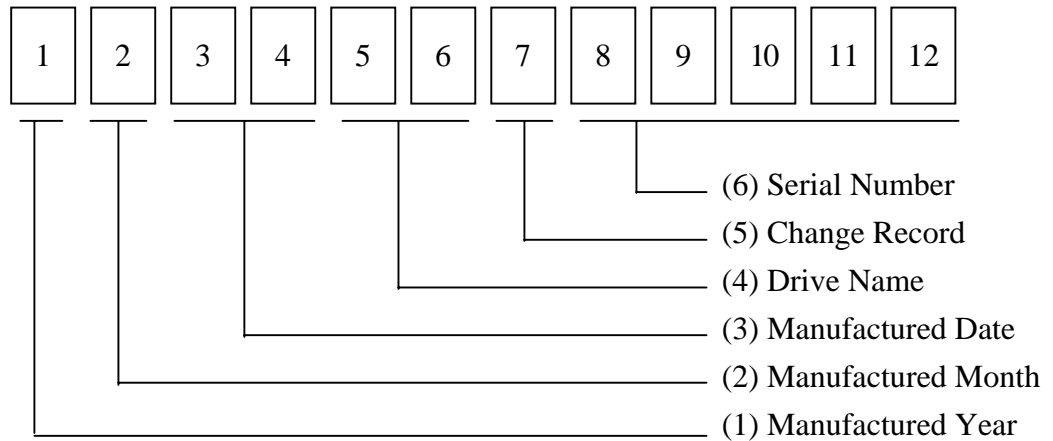 1 2 3 4 5 6 7 8 9 10 11 12
(6) Serial Number
(5) Change Record
(4) Drive Name
(3) Manufactured Date
(2) Manufactured Month
(1) Manufactured Year